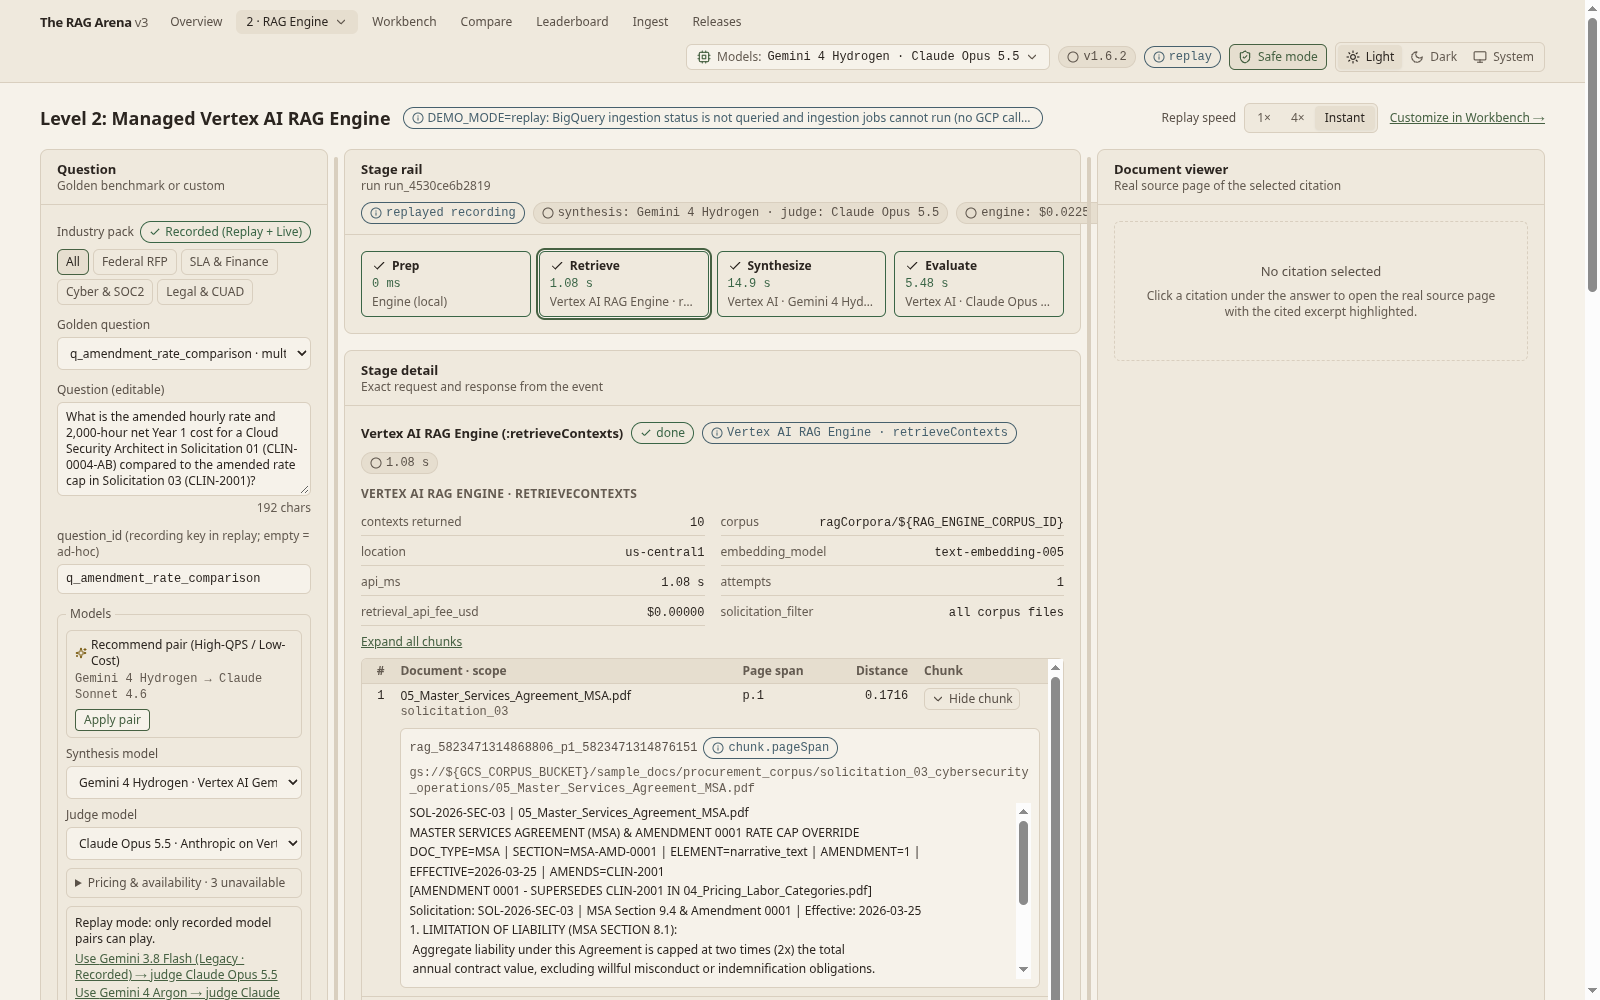 The RAG Arena v3
Overview
2 · RAG Engine
Workbench
Compare
Leaderboard
Ingest
Releases
Models: Gemini 4 Hydrogen · Claude Opus 5.5
v1.6.2
replay
Safe mode
Light
Dark
System
Level 2: Managed Vertex AI RAG Engine
DEMO_MODE=replay: BigQuery ingestion status is not queried and ingestion jobs cannot run (no GCP call...
Replay speed
1×
4×
Instant
Customize in Workbench →
Question
Golden benchmark or custom
Industry pack
Recorded (Replay + Live)
All
Federal RFP
SLA & Finance
Cyber & SOC2
Legal & CUAD
Golden question
q_amendment_rate_comparison · mult
Question (editable)
What is the amended hourly rate and
2,000-hour net Year 1 cost for a Cloud
Security Architect in Solicitation 01 (CLIN-
0004-AB) compared to the amended rate
cap in Solicitation 03 (CLIN-2001)?
192 chars
question_id (recording key in replay; empty =
ad-hoc)
q_amendment_rate_comparison
Models
Recommend pair (High-QPS / Low-
Cost)
Gemini 4 Hydrogen → Claude
Sonnet 4.6
Apply pair
Synthesis model
Gemini 4 Hydrogen · Vertex AI Gem
Judge model
Claude Opus 5.5 · Anthropic on Vert
Pricing & availability · 3 unavailable
Replay mode: only recorded model
pairs can play.
Use Gemini 3.8 Flash (Legacy ·
Recorded) → judge Claude Opus 5.5
Use Gemini 4 Argon → judge Claude
Stage rail
run run_4530ce6b2819
replayed recording
synthesis: Gemini 4 Hydrogen · judge: Claude Opus 5.5
engine: $0.0225
Prep
0 ms
Engine (local)
Retrieve
1.08 s
Vertex AI RAG Engine · r...
Synthesize
14.9 s
Vertex AI · Gemini 4 Hyd...
Evaluate
5.48 s
Vertex AI · Claude Opus ...
Stage detail
Exact request and response from the event
Vertex AI RAG Engine (:retrieveContexts)
done
Vertex AI RAG Engine · retrieveContexts
1.08 s
VERTEX AI RAG ENGINE · RETRIEVECONTEXTS
contexts returned 10
corpus ragCorpora/${RAG_ENGINE_CORPUS_ID}
location us-central1
embedding_model text-embedding-005
api_ms 1.08 s
attempts 1
retrieval_api_fee_usd $0.00000
solicitation_filter all corpus files
Expand all chunks
# Document · scope Page span Distance Chunk
1 05_Master_Services_Agreement_MSA.pdf p.1 0.1716 Hide chunk
solicitation_03
rag_5823471314868806_p1_5823471314876151 chunk.pageSpan
gs://${GCS_CORPUS_BUCKET}/sample_docs/procurement_corpus/solicitation_03_cybersecurity
_operations/05_Master_Services_Agreement_MSA.pdf
SOL-2026-SEC-03 | 05_Master_Services_Agreement_MSA.pdf
MASTER SERVICES AGREEMENT (MSA) & AMENDMENT 0001 RATE CAP OVERRIDE
DOC_TYPE=MSA | SECTION=MSA-AMD-0001 | ELEMENT=narrative_text | AMENDMENT=1 |
EFFECTIVE=2026-03-25 | AMENDS=CLIN-2001
[AMENDMENT 0001 - SUPERSEDES CLIN-2001 IN 04_Pricing_Labor_Categories.pdf]
Solicitation: SOL-2026-SEC-03 | MSA Section 9.4 & Amendment 0001 | Effective: 2026-03-25
1. LIMITATION OF LIABILITY (MSA SECTION 8.1):
Aggregate liability under this Agreement is capped at two times (2x) the total
annual contract value, excluding willful misconduct or indemnification obligations.
Document viewer
Real source page of the selected citation
No citation selected
Click a citation under the answer to open the real source page
with the cited excerpt highlighted.